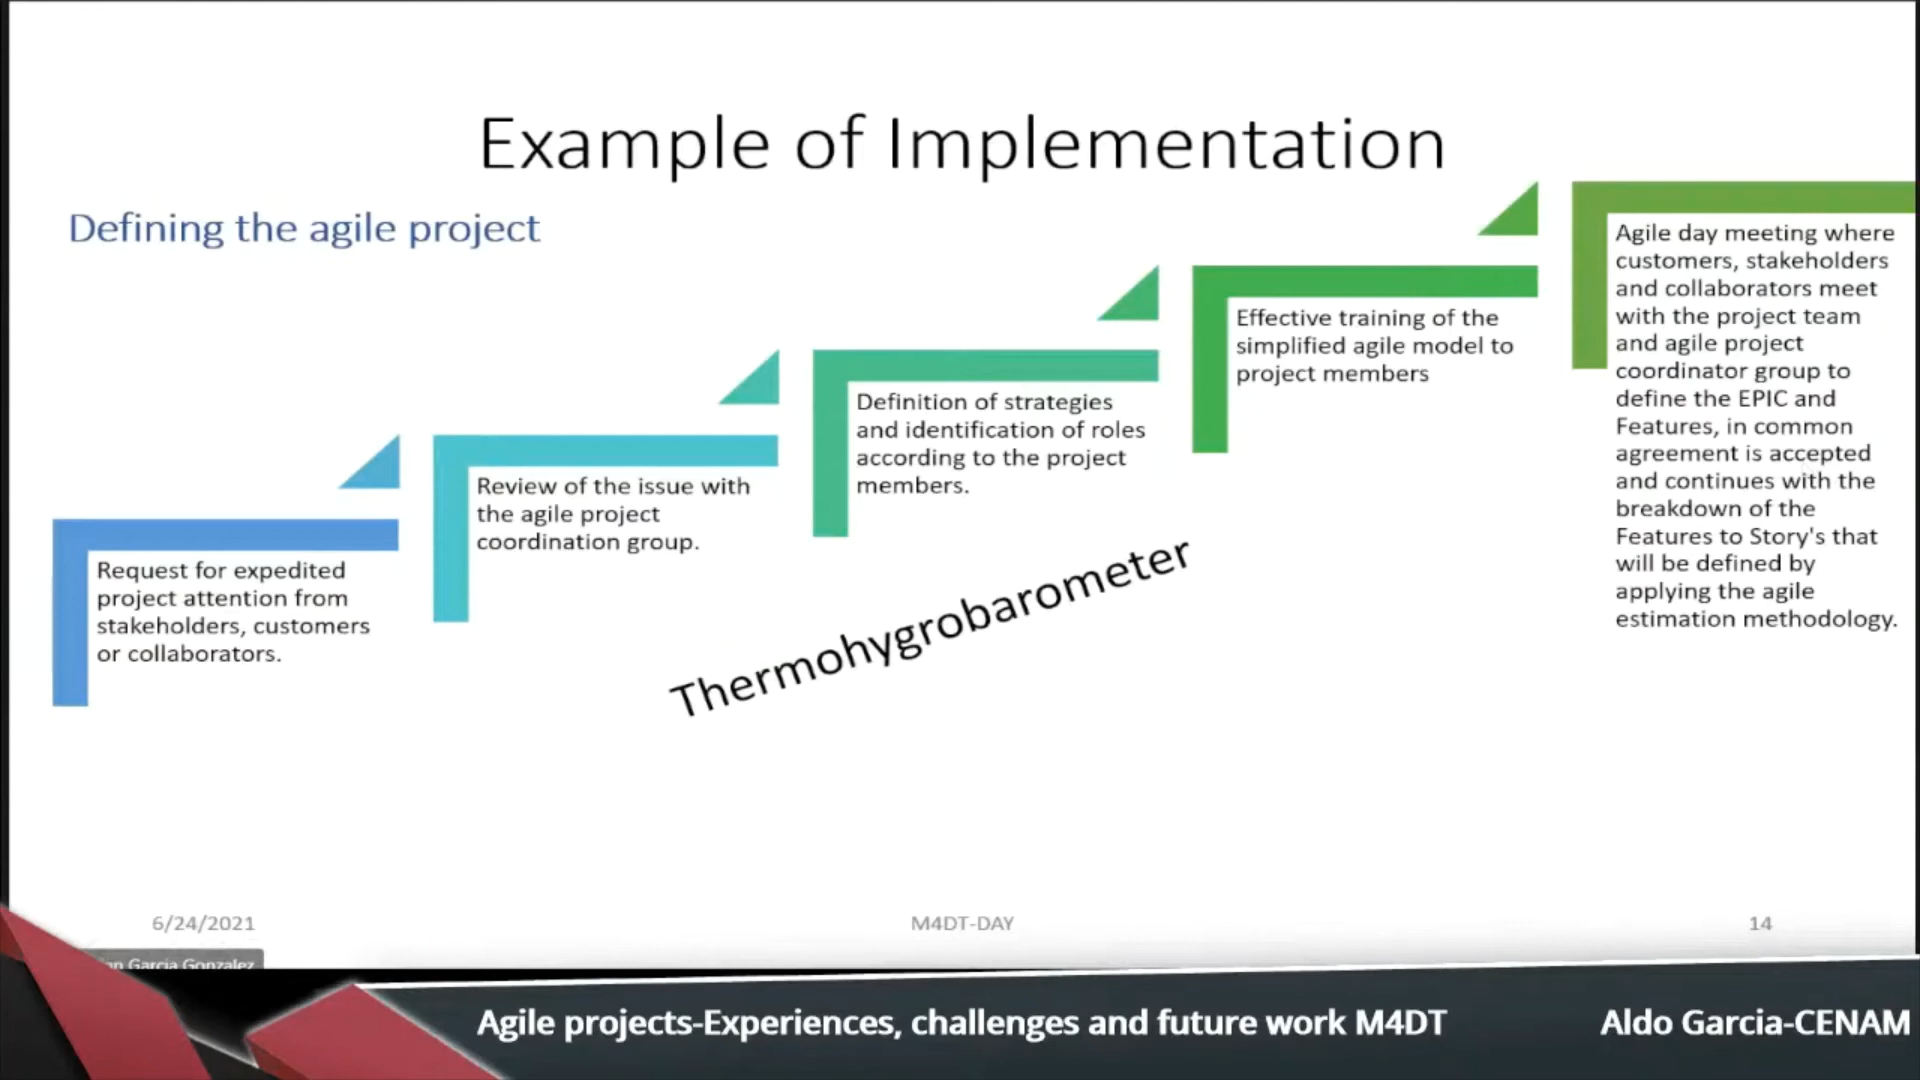 Example of Implementation
Defining the agile project
Request for expedited
project attention from
stakeholders, customers
or collaborators.
Review of the issue with
the agile project
coordination group.
Definition of strategies
and identification of roles
according to the project
members.
Effective training of the
simplified agile model to
project members
Agile day meeting where
customers, stakeholders
and collaborators meet
with the project team
and agile project
coordinator group to
define the EPIC and
Features, in common
agreement is accepted
and continues with the
breakdown of the
Features to Story's that
will be defined by
applying the agile
estimation methodology.
Thermohygrobarometer
6/24/2021
M4DT-DAY
14
Garcia Gonzalez
Agile projects-Experiences, challenges and future work M4DT
Aldo Garcia-CENAM